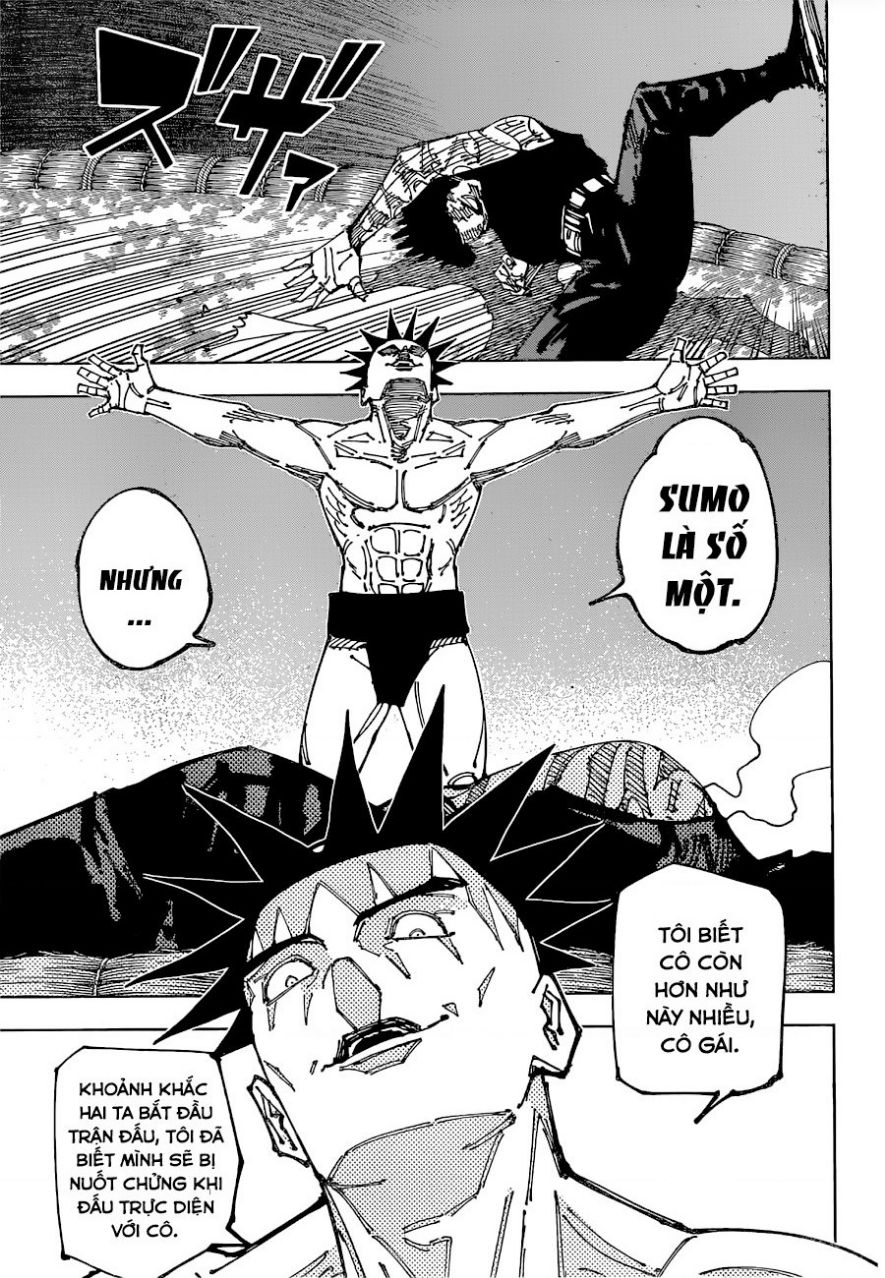 ズザァ
SUMO
LÀ SỐ
MỘT.
NHƯNG
...
TÔI BIẾT
CÔ CÒN
HƠN NHƯ
NÀY NHIỀU,
CÔ GÁI.
KHOẢNH KHẮC
HAI TA BẮT ĐẦU
TRẬN ĐẤU, TÔI ĐÃ
BIẾT MÌNH SẼ BỊ
NUỐT CHỬNG KHI
ĐẤU TRỰC DIỆN
VỚI CÔ.